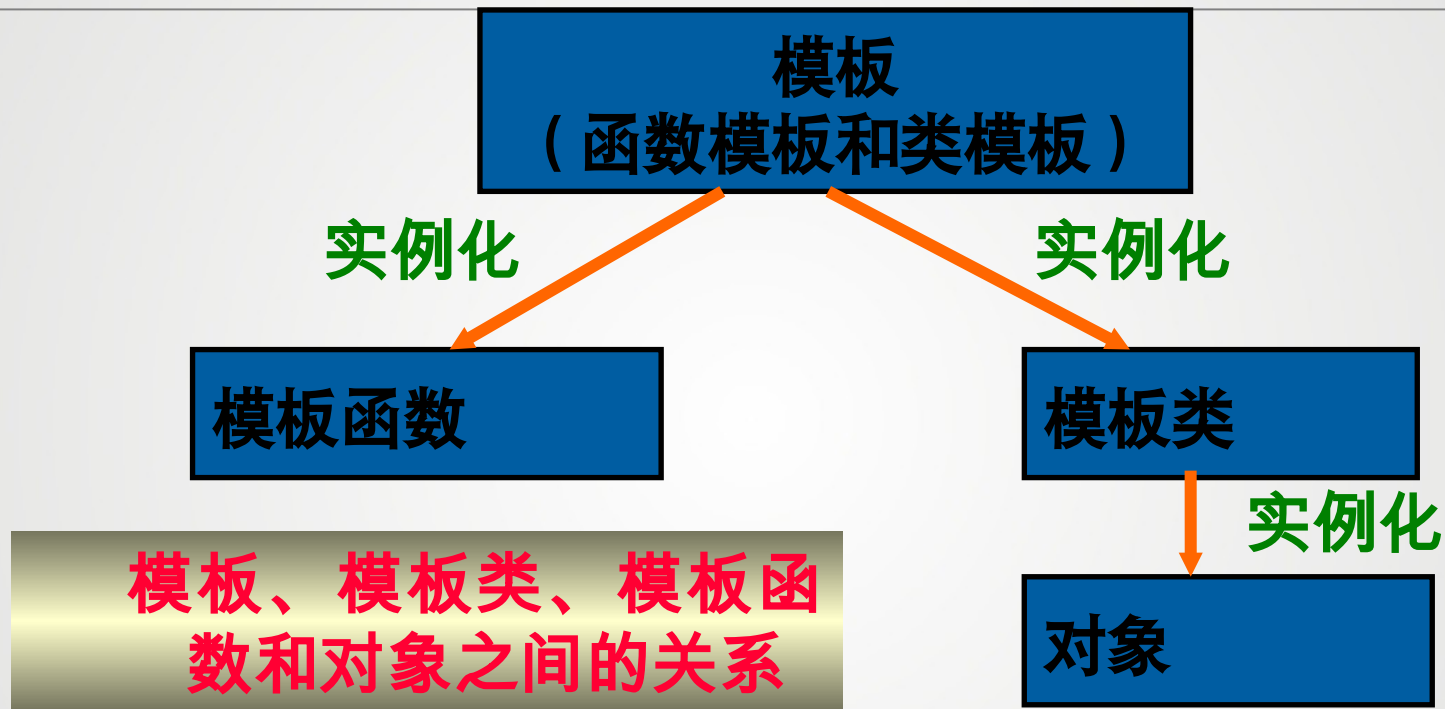 模板
（函数模板和类模板）
实例化
实例化
模板函数
模板类
实例化
模板、模板类、模板函
数和对象之间的关系
对象